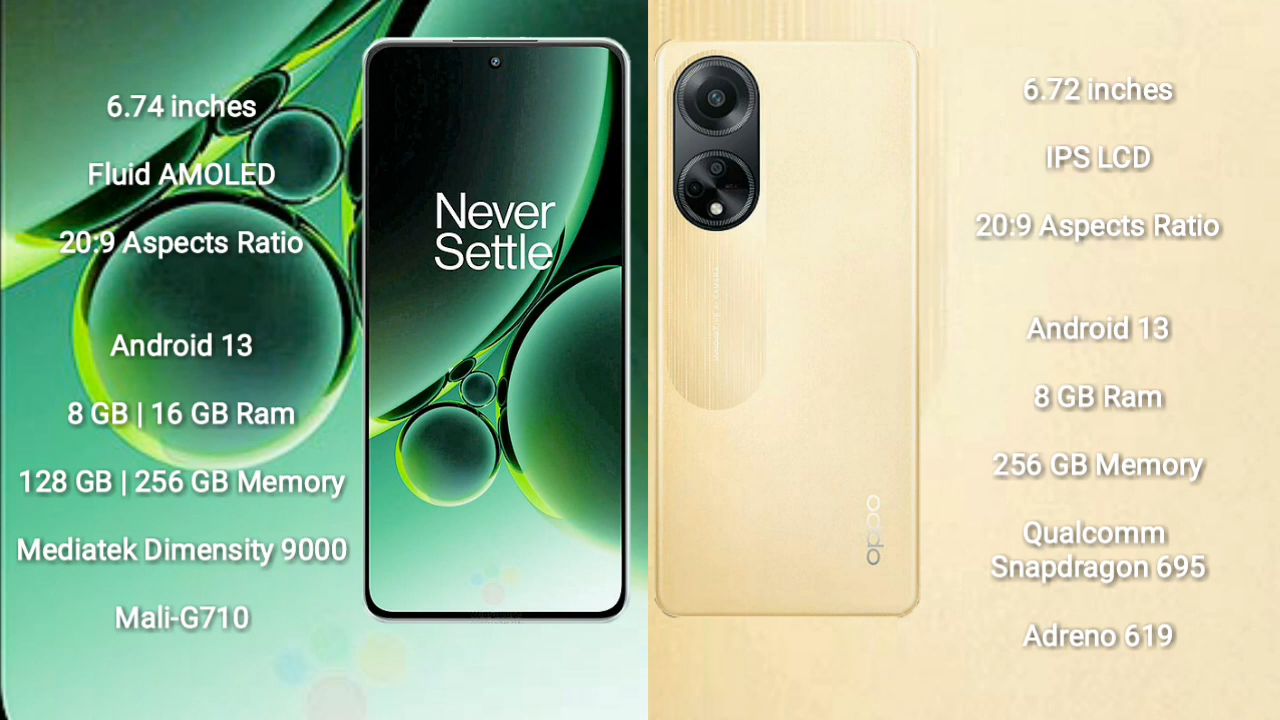 6.74 inches
Fluid AMOLED
20:9 Aspects Ratio
Android 13
8 GB | 16 GB Ram
128 GB | 256 GB Memory
Mediatek Dimensity 9000
Mali-G710
Never
Settle
oppo
6.72 inches
IPS LCD
20:9 Aspects Ratio
Android 13
8 GB Ram
256 GB Memory
Qualcomm
Snapdragon 695
Adreno 619